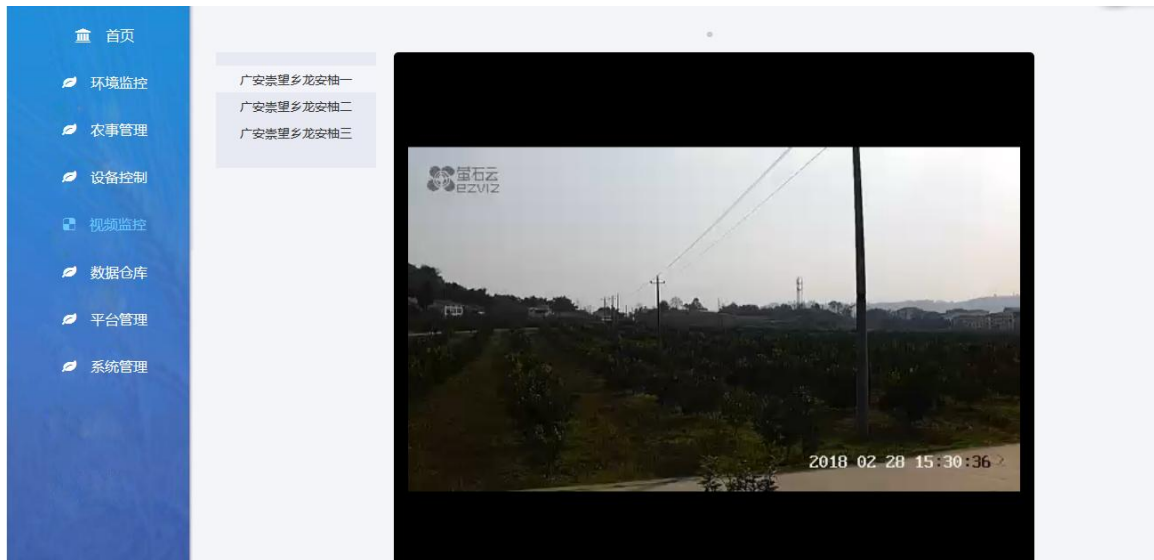 首页
环境监控
农事管理
设备控制
视频监控
数据仓库
平台管理
系统管理
广安崇望乡龙安柚一
广安崇望乡龙安柚二
广安崇望乡龙安柚三
萤石云
ezviz
2018 02 28 15:30:36